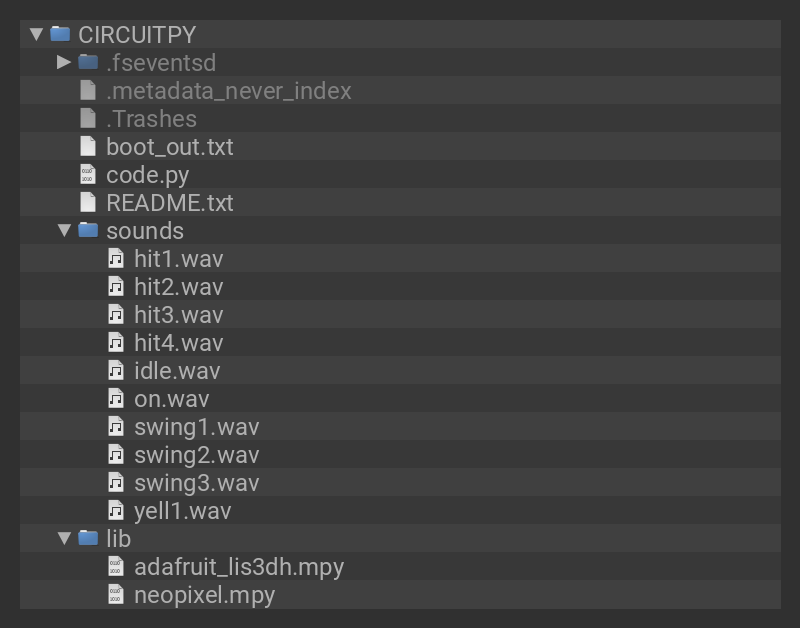 CIRCUITPY
.fseventsd
.metadata_never_index
.Trashes
boot_out.txt
code.py
README.txt
sounds
hit1.wav
hit2.wav
hit3.wav
hit4.wav
idle.wav
on.wav
swing1.wav
swing2.wav
swing3.wav
yell1.wav
lib
adafruit_lis3dh.mpy
neopixel.mpy